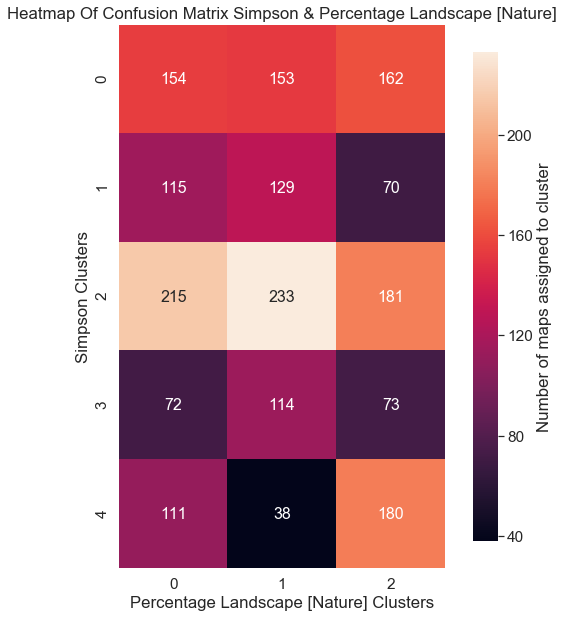 Heatmap Of Confusion Matrix Simpson & Percentage Landscape [Nature]
0 154 153 162
1 115 129 70
2 215 233 181
3 72 114 73
4 111 38 180
0 1 2
Simpson Clusters
Percentage Landscape [Nature] Clusters
200
160
120
80
40
Number of maps assigned to cluster